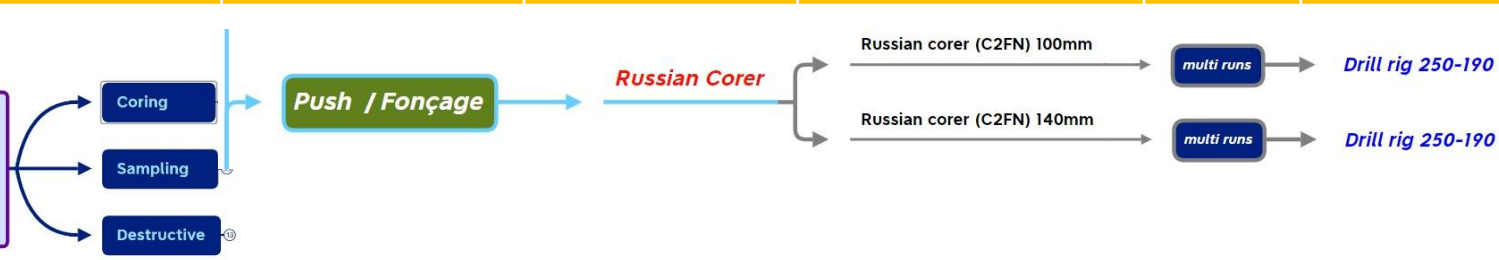 Coring
Sampling
Destructive
18
Push / Fonçage
Russian Corer
Russian corer (C2FN) 100mm
multi runs
Drill rig 250-190
Russian corer (C2FN) 140mm
multi runs
Drill rig 250-190